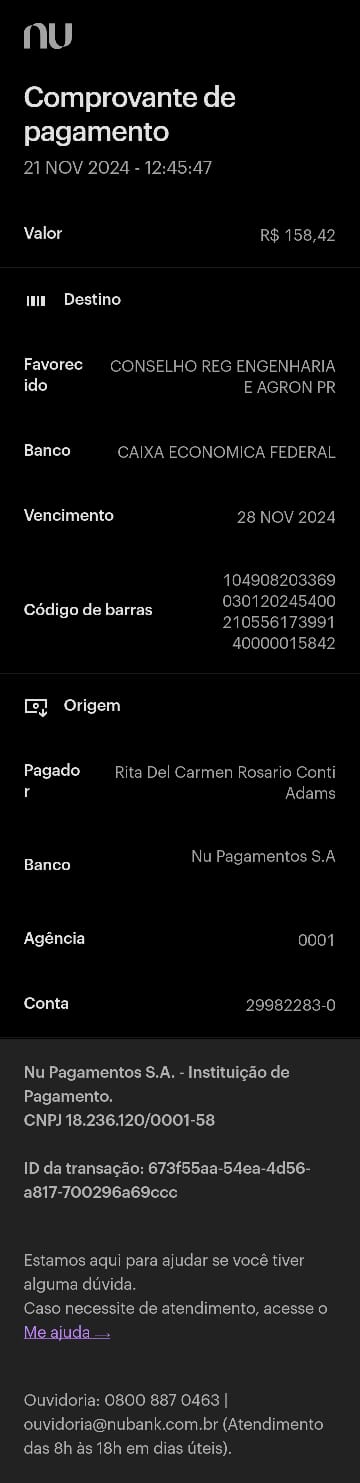 nu
Comprovante de
pagamento
21 NOV 2024 - 12:45:47
Valor R$ 158,42
Destino
Favorec CONSELHO REG ENGENHARIA
ido E AGRON PR
Banco CAIXA ECONOMICA FEDERAL
Vencimento 28 NOV 2024
104908203369
030120245400
Código de barras 210556173991
40000015842
Origem
Pagado Rita Del Carmen Rosario Conti
r Adams
Banco Nu Pagamentos S.A
Agência 0001
Conta 29982283-0
Nu Pagamentos S.A. - Instituição de
Pagamento.
CNPJ 18.236.120/0001-58
ID da transação: 673f55aa-54ea-4d56-
a817-700296a69ccc
Estamos aqui para ajudar se você tiver
alguma dúvida.
Caso necessite de atendimento, acesse o
Me ajuda →
Ouvidoria: 0800 887 0463 |
ouvidoria@nubank.com.br (Atendimento
das 8h às 18h em dias úteis).